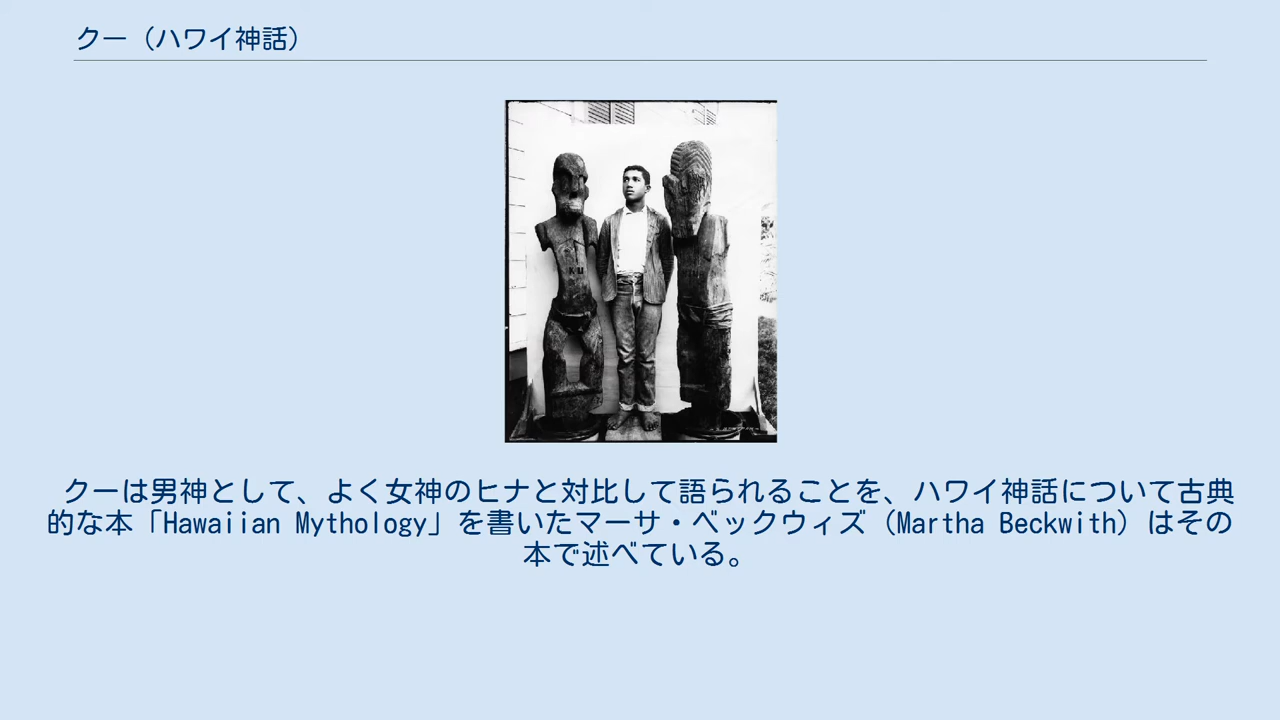 クー（ハワイ神話）
KU
クーは男神として、よく女神のヒナと対比して語られることを、ハワイ神話について古典
的な本「Hawaiian Mythology」を書いたマーサ・ベックウィズ（Martha Beckwith）はその
本で述べている。